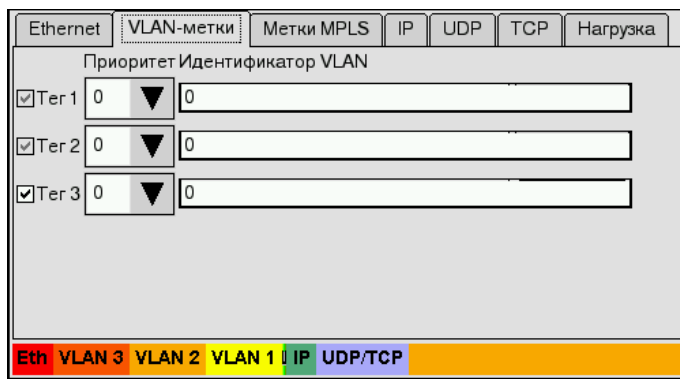 Ethernet VLAN-метки Метки MPLS IP UDP TCP Нагрузка
Приоритет Идентификатор VLAN
Тег 1 0 0
Тег 2 0 0
Тег 3 0 0
Eth VLAN 3 VLAN 2 VLAN 1 IP UDP/TCP